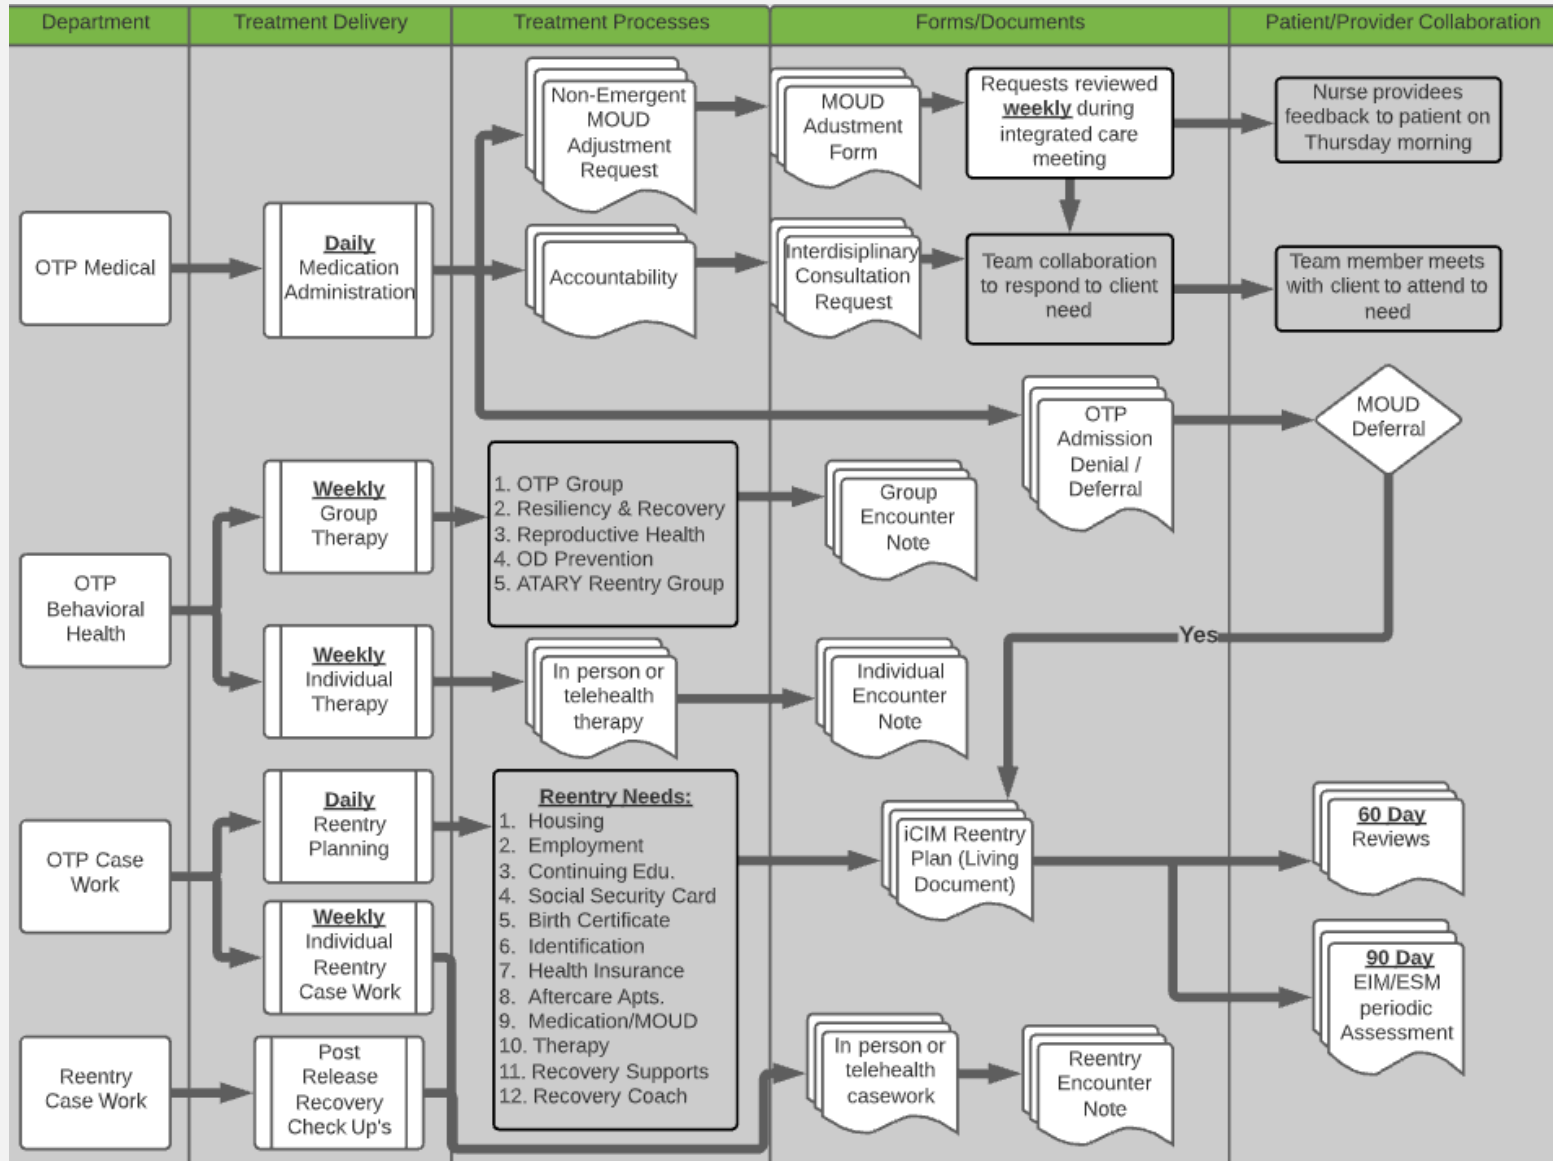 Department
Treatment Delivery
Treatment Processes
Forms/Documents
Patient/Provider Collaboration
OTP Medical
Daily
Medication
Administration
Non-Emergent
MOUD
Adjustment
Request
MOUD
Adustment
Form
Requests reviewed
weekly during
integrated care
meeting
Nurse providees
feedback to patient on
Thursday morning
Accountability
Interdisiplinary
Consultation
Request
Team collaboration
to respond to client
need
Team member meets
with client to attend to
need
OTP
Admission
Denial /
Deferral
MOUD
Deferral
Yes
OTP
Behavioral
Health
Weekly
Group
Therapy
1. OTP Group
2. Resiliency & Recovery
3. Reproductive Health
4. OD Prevention
5. ATARY Reentry Group
Group
Encounter
Note
Weekly
Individual
Therapy
In person or
telehealth
therapy
Individual
Encounter
Note
OTP Case
Work
Daily
Reentry
Planning
Reentry Needs:
1. Housing
2. Employment
3. Continuing Edu.
4. Social Security Card
5. Birth Certificate
6. Identification
7. Health Insurance
8. Aftercare Apts.
9. Medication/MOUD
10. Therapy
11. Recovery Supports
12. Recovery Coach
iCIM Reentry
Plan (Living
Document)
60 Day
Reviews
90 Day
EIM/ESM
periodic
Assessment
Weekly
Individual
Reentry
Case Work
Reentry
Case Work
Post
Release
Recovery
Check Up's
In person or
telehealth
casework
Reentry
Encounter
Note